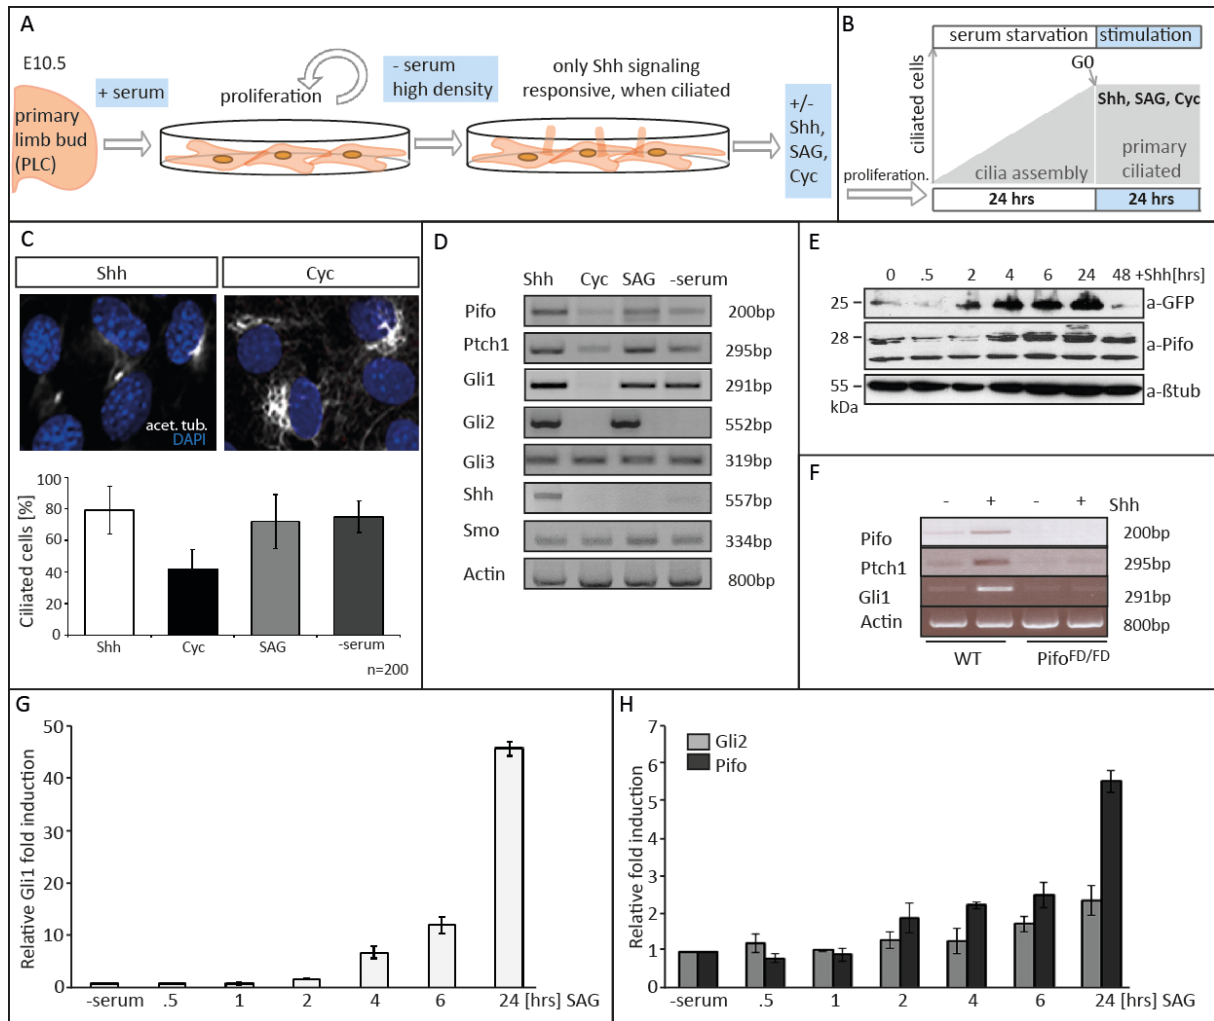 A
E10.5
primary
limb bud
(PLC)
+ serum
proliferation
- serum
high density
only Shh signaling
responsive, when ciliated
+/-
Shh,
SAG,
Cyc
B
serum starvation
stimulation
G0
ciliated cells
Shh, SAG, Cyc
primary
ciliated
cilia assembly
proliferation.
24 hrs
24 hrs
C
Shh
Cyc
acet. tub.
DAPI
Ciliated cells [%]
100
80
60
40
20
0
Shh
Cyc
SAG
-serum
n=200
D
Shh Cyc SAG -serum
Pifo 200bp
Ptch1 295bp
Gli1 291bp
Gli2 552bp
Gli3 319bp
Shh 557bp
Smo 334bp
Actin 800bp
E
0 .5 2 4 6 24 48 +Shh[hrs]
25 a-GFP
28 a-Pifo
55 a-ßtub
kDa
F
- + - + Shh
Pifo 200bp
Ptch1 295bp
Gli1 291bp
Actin 800bp
WT PifoFD/FD
G
Relative Gli1 fold induction
50
40
30
20
10
0
-serum .5 1 2 4 6 24 [hrs] SAG
H
Relative fold induction
7
6
5
4
3
2
1
0
Gli2
Pifo
-serum .5 1 2 4 6 24 [hrs] SAG